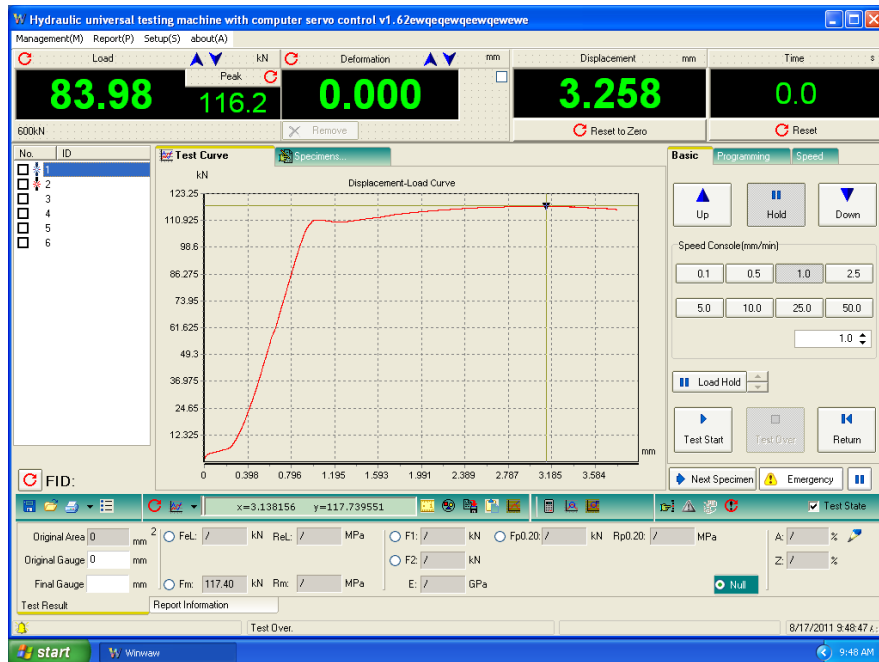 Hydraulic universal testing machine with computer servo control v1.62ewqeqewqeewqewewe
Management(M) Report(P) Setup(S) about(A)
Load kN Deformation mm Displacement mm Time s
Peak
83.98 116.2 0.000 3.258 0.0
600kN Remove Reset to Zero Reset
No. ID Test Curve Specimens... Basic Programming Speed
1
2
3
4
5
6
kN
Displacement-Load Curve
123.25
110.925
98.6
86.275
73.95
61.625
49.3
36.975
24.65
12.325
mm
0 0.398 0.796 1.195 1.593 1.991 2.389 2.787 3.185 3.584
Up Hold Down
Speed Console(mm/min)
0.1 0.5 1.0 2.5
5.0 10.0 25.0 50.0
1.0
Load Hold
Test Start Test Over Return
FID: Next Specimen Emergency
x=3.138156 y=117.739551 Test State
Original Area 0 mm 2 FeL: / kN ReL: / MPa F1: / kN Fp0.20: / kN Rp0.20: / MPa A: / %
Original Gauge 0 mm F2: / kN Z: / %
Final Gauge mm Fm: 117.40 kN Rm: / MPa E: / GPa Null
Test Result Report Information
Test Over. 8/17/2011 9:48:47
start Winwaw 9:48 AM